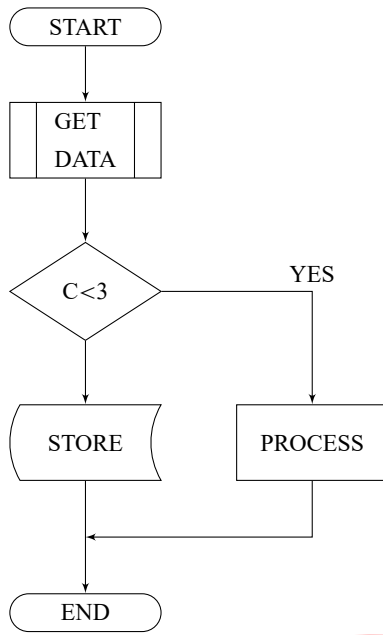 START
GET
DATA
C<3
YES
STORE
PROCESS
END